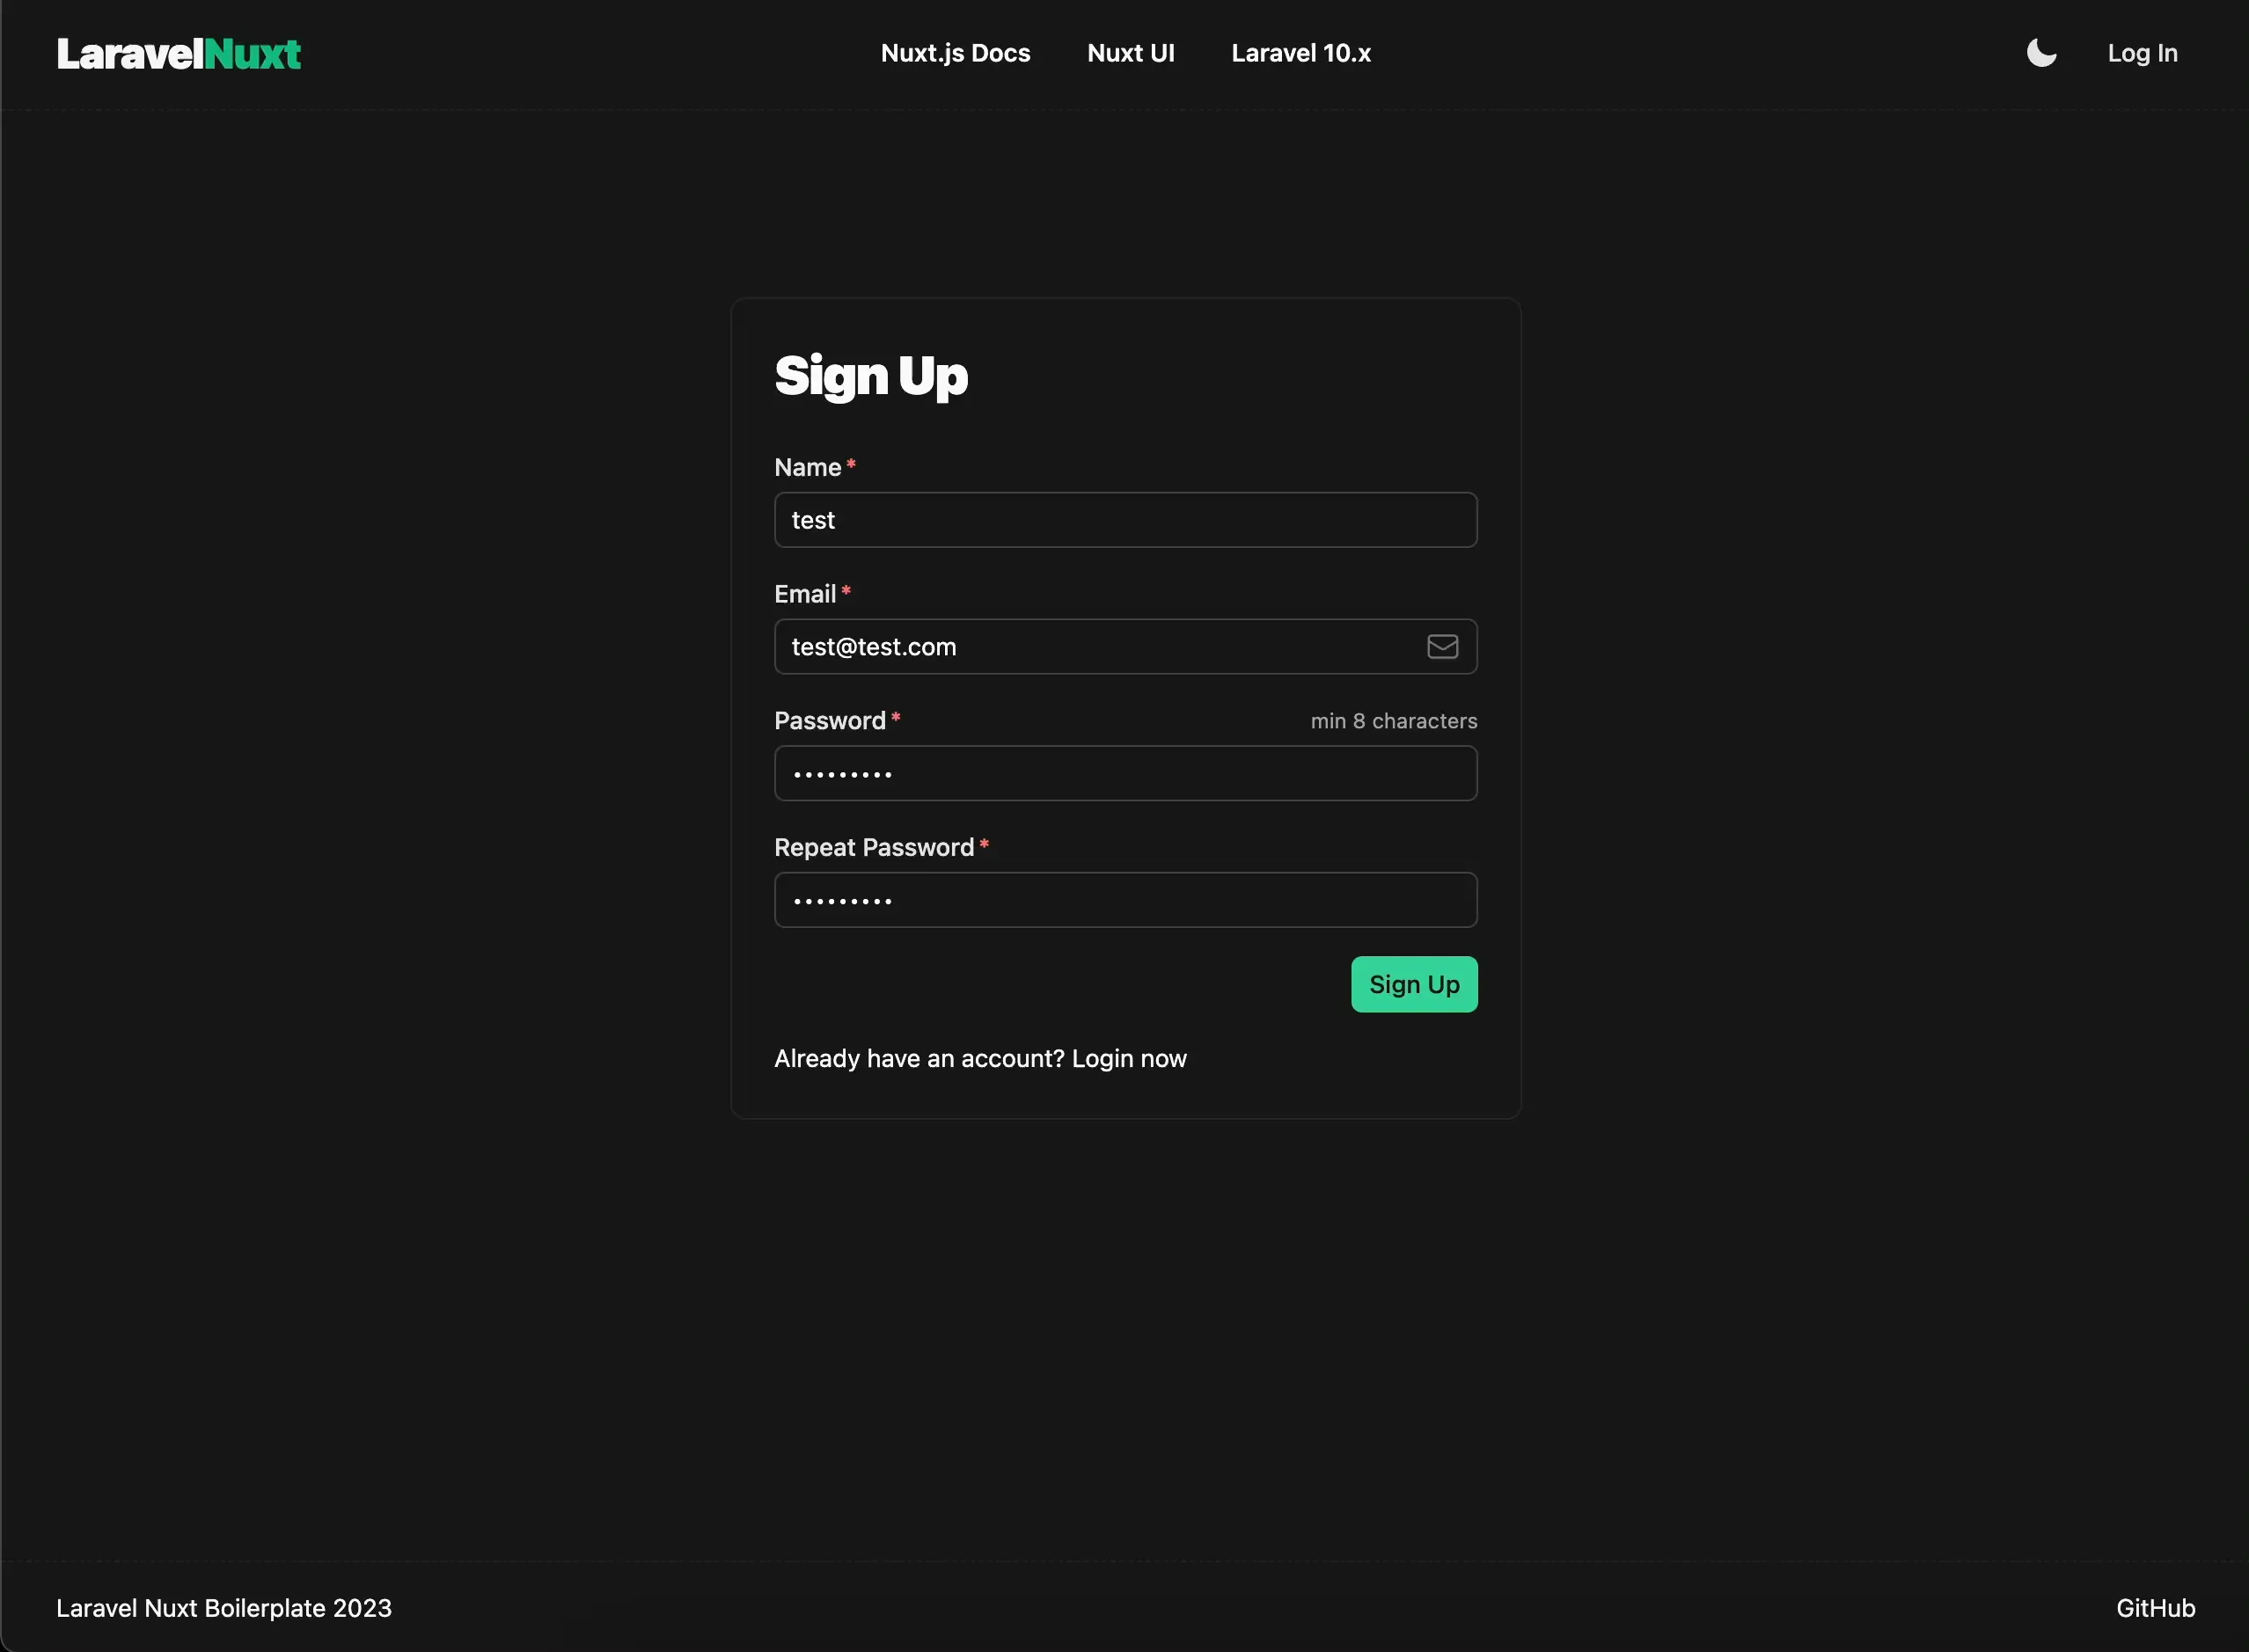 LaravelNuxt
Nuxt.js Docs
Nuxt UI
Laravel 10.x
Log In
Sign Up
Name *
test
Email *
test@test.com
Password *
min 8 characters
•••••••••
Repeat Password *
•••••••••
Sign Up
Already have an account? Login now
Laravel Nuxt Boilerplate 2023
GitHub